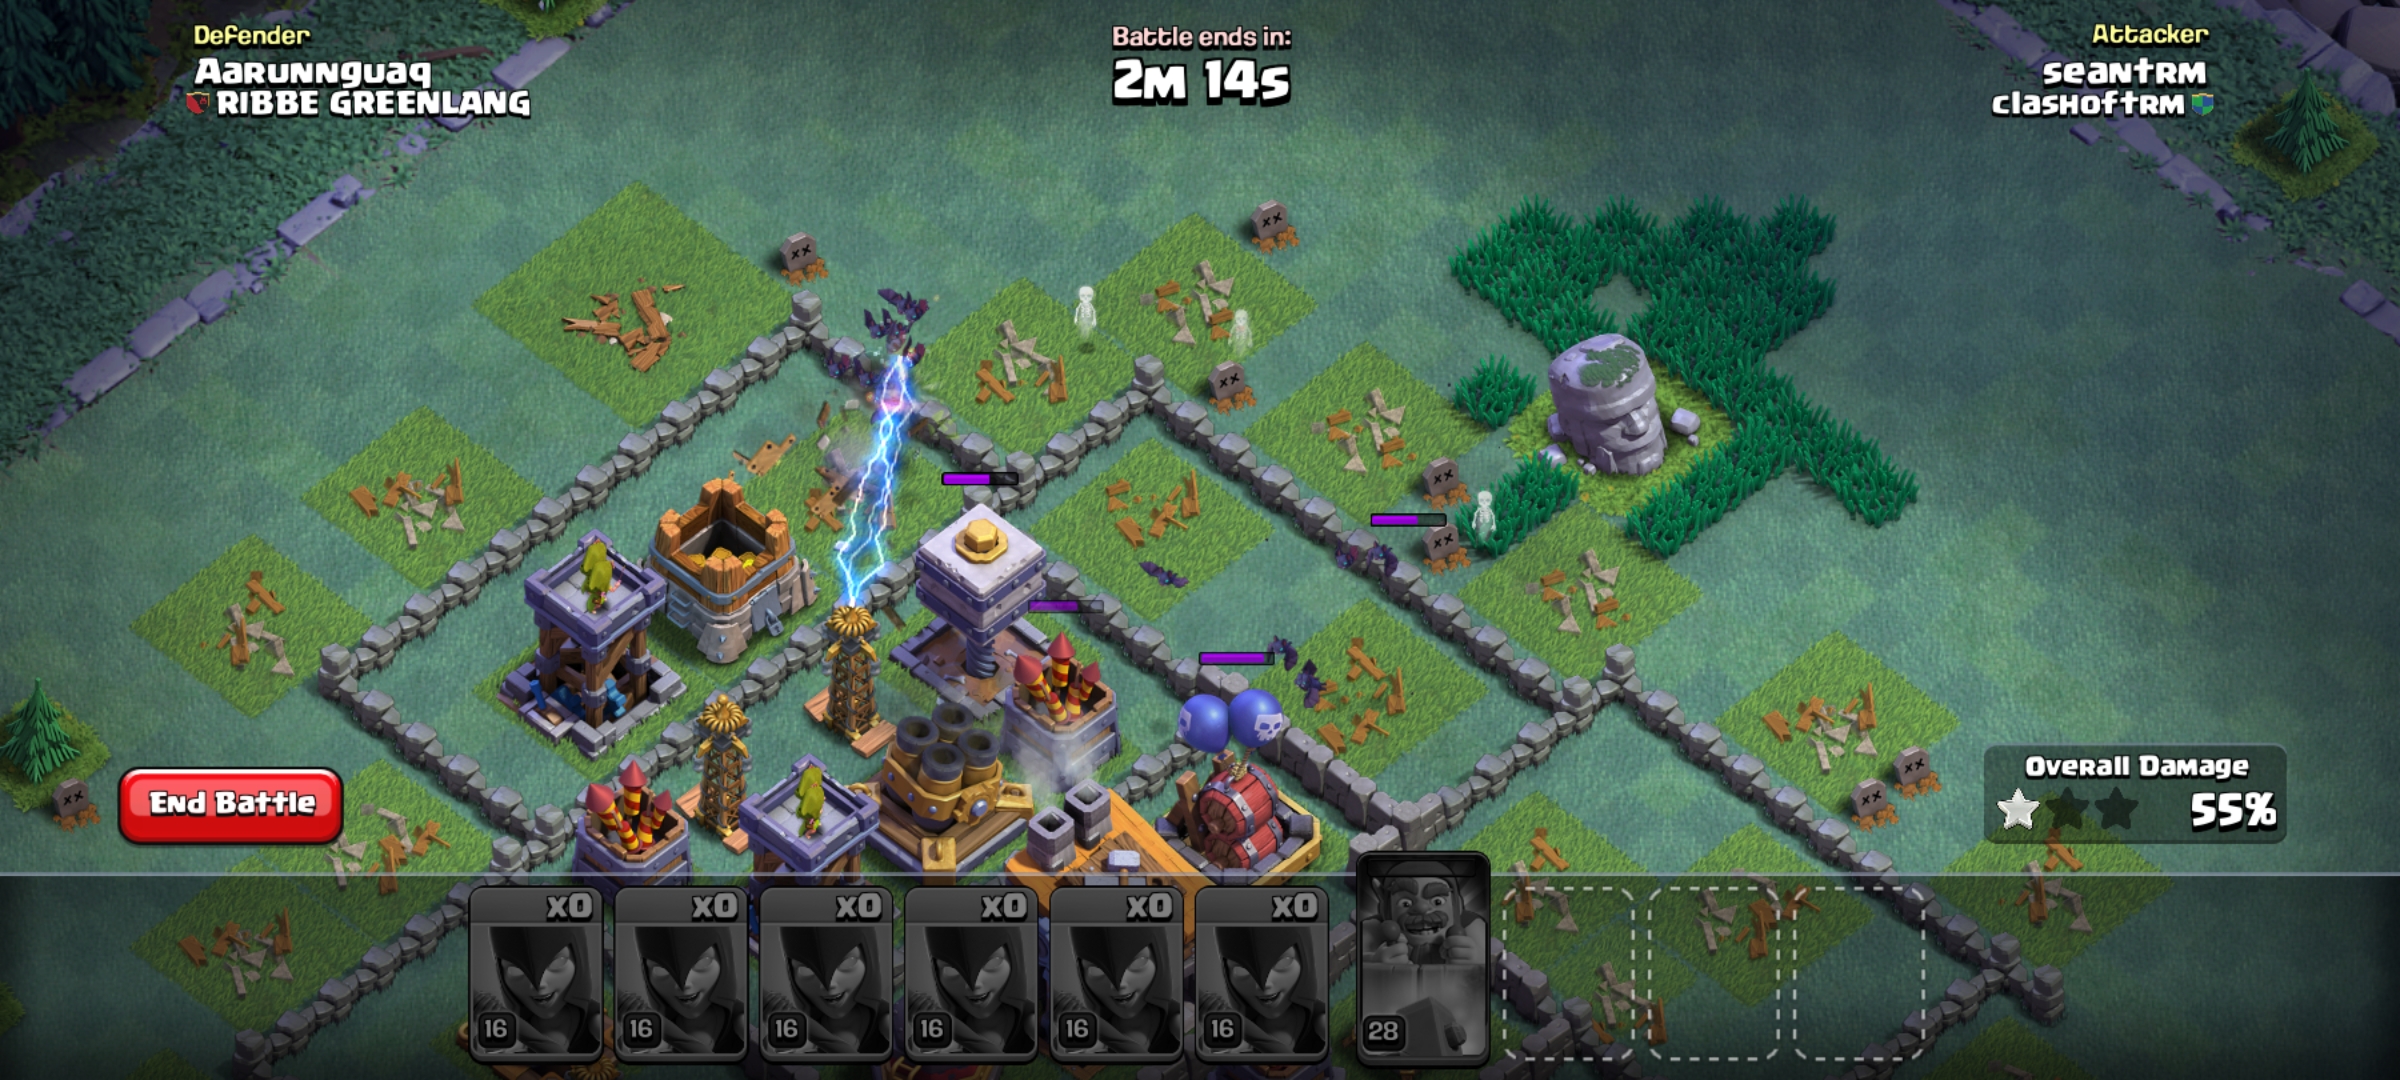 Defender
Aarunnguaq
RIBBE GREENLANG
Battle ends in:
2M 14s
Attacker
seantRM
clashoftRM
End Battle
Overall Damage
55%
x0 x0 x0 x0 x0 x0
16 16 16 16 16 16 28